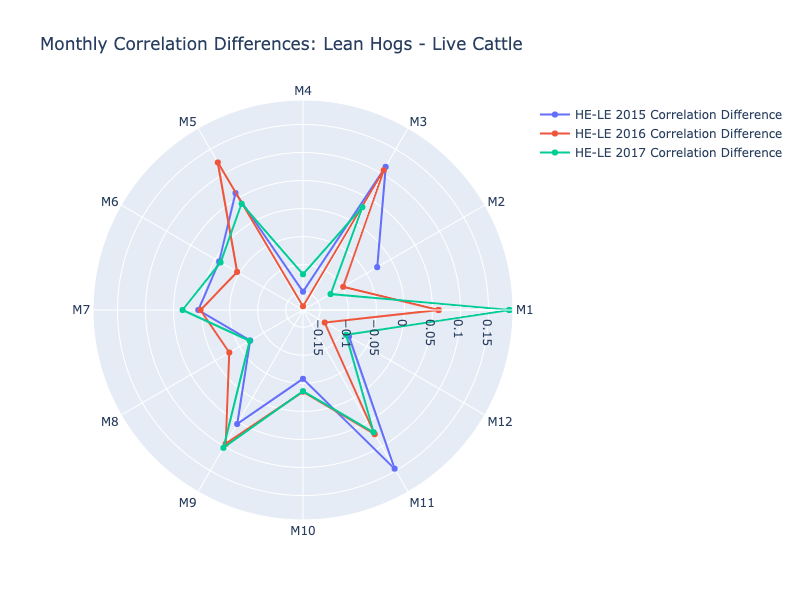 Monthly Correlation Differences: Lean Hogs - Live Cattle
HE-LE 2015 Correlation Difference
HE-LE 2016 Correlation Difference
HE-LE 2017 Correlation Difference
M4
M5
M3
M6
M2
M7
M1
−0.15
−0.1
−0.05
0
0.05
0.1
0.15
M8
M12
M9
M11
M10